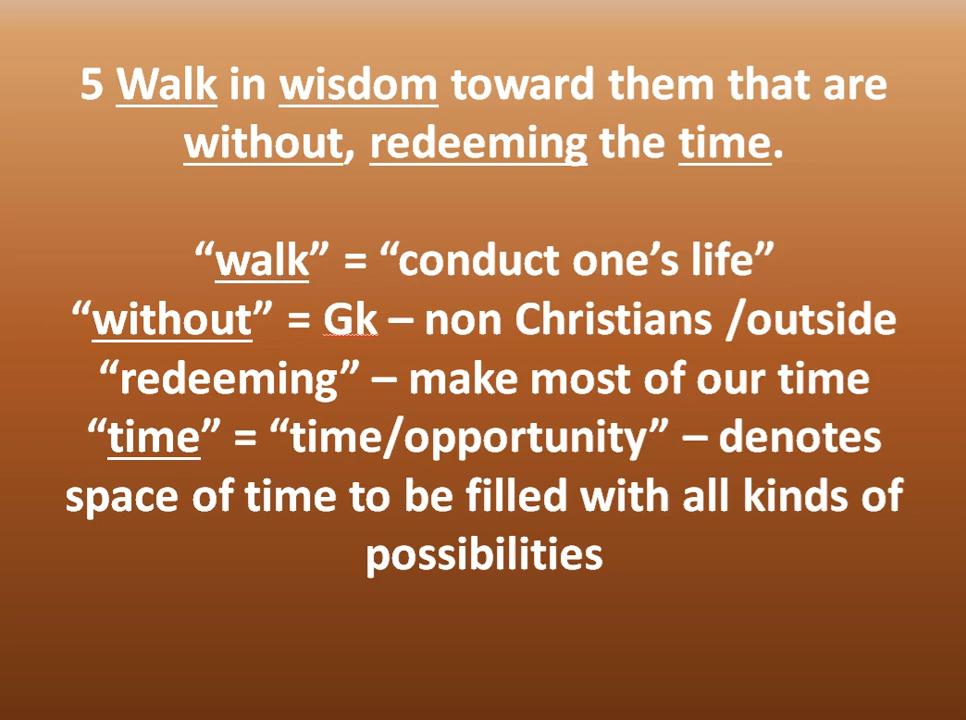 5 Walk in wisdom toward them that are
without, redeeming the time.
“walk” = “conduct one’s life”
“without” = Gk – non Christians /outside
“redeeming” – make most of our time
“time” = “time/opportunity” – denotes
space of time to be filled with all kinds of
possibilities